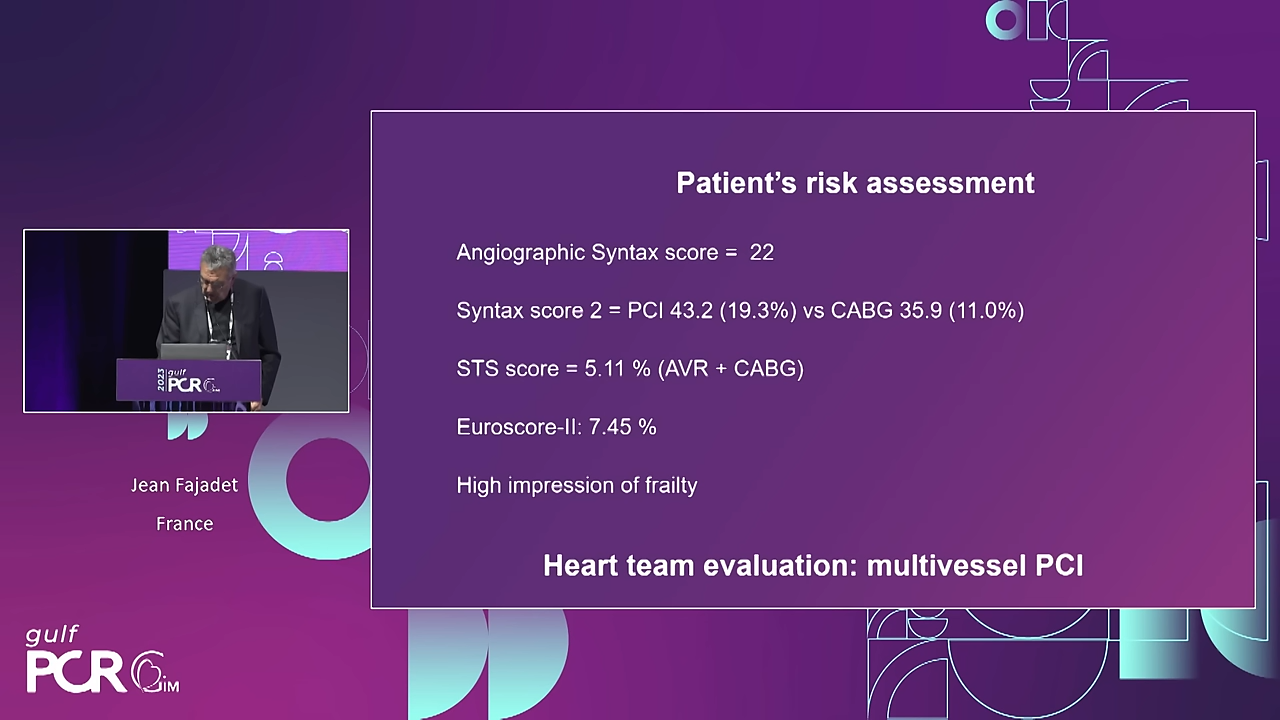 Patient's risk assessment
Angiographic Syntax score = 22
Syntax score 2 = PCI 43.2 (19.3%) vs CABG 35.9 (11.0%)
STS score = 5.11 % (AVR + CABG)
Euroscore-II: 7.45 %
High impression of frailty
Heart team evaluation: multivessel PCI
2023 gulf
PCR IM
Jean Fajadet
France
gulf
PCR IM